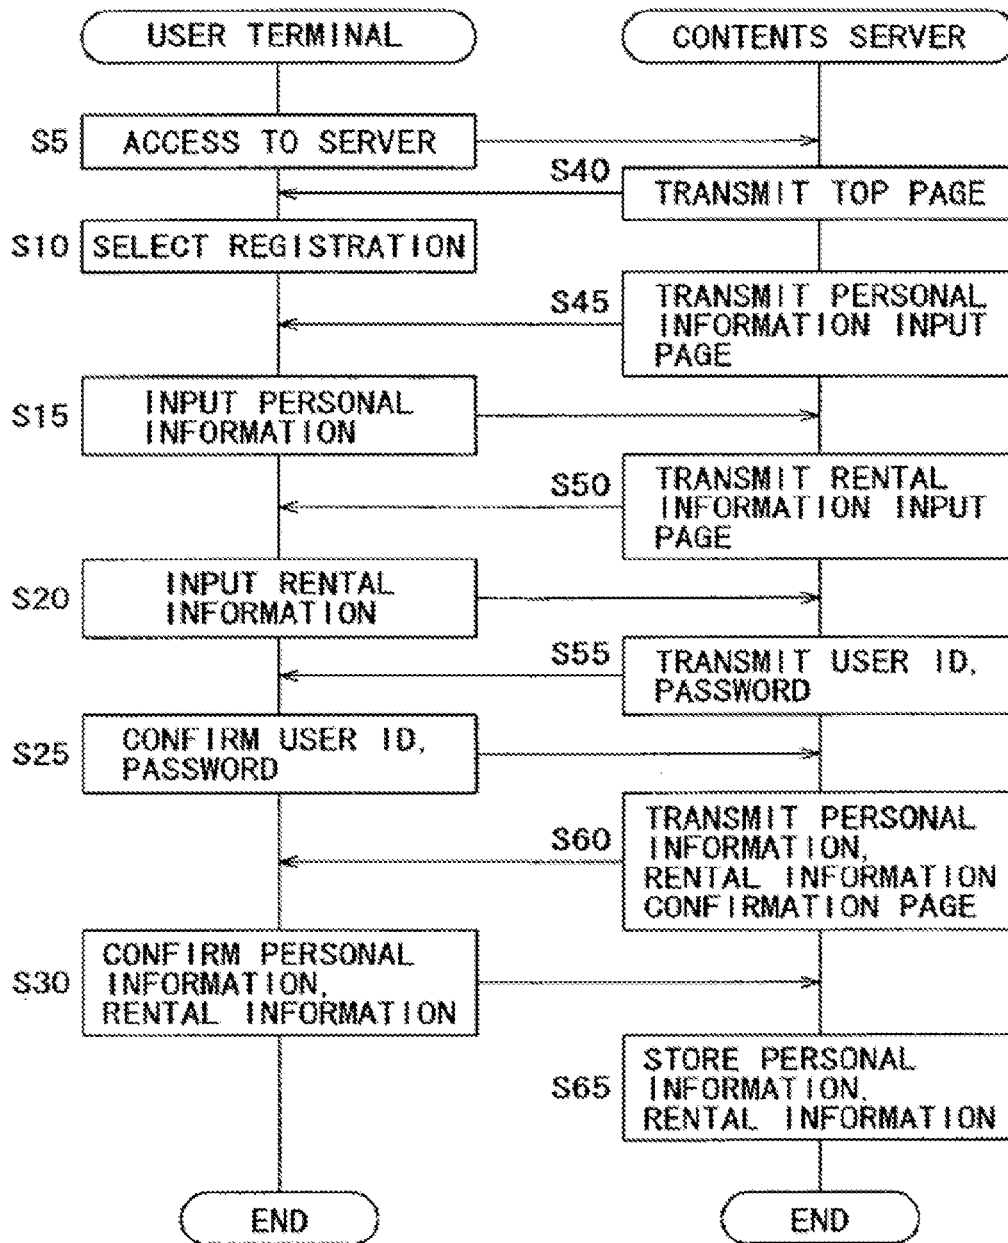 USER TERMINAL
CONTENTS SERVER
S5
ACCESS TO SERVER
S40
TRANSMIT TOP PAGE
S10
SELECT REGISTRATION
S45
TRANSMIT PERSONAL
INFORMATION INPUT
PAGE
S15
INPUT PERSONAL
INFORMATION
S50
TRANSMIT RENTAL
INFORMATION INPUT
PAGE
S20
INPUT RENTAL
INFORMATION
S55
TRANSMIT USER ID,
PASSWORD
S25
CONFIRM USER ID,
PASSWORD
S60
TRANSMIT PERSONAL
INFORMATION,
RENTAL INFORMATION
CONFIRMATION PAGE
S30
CONFIRM PERSONAL
INFORMATION,
RENTAL INFORMATION
S65
STORE PERSONAL
INFORMATION,
RENTAL INFORMATION
END
END